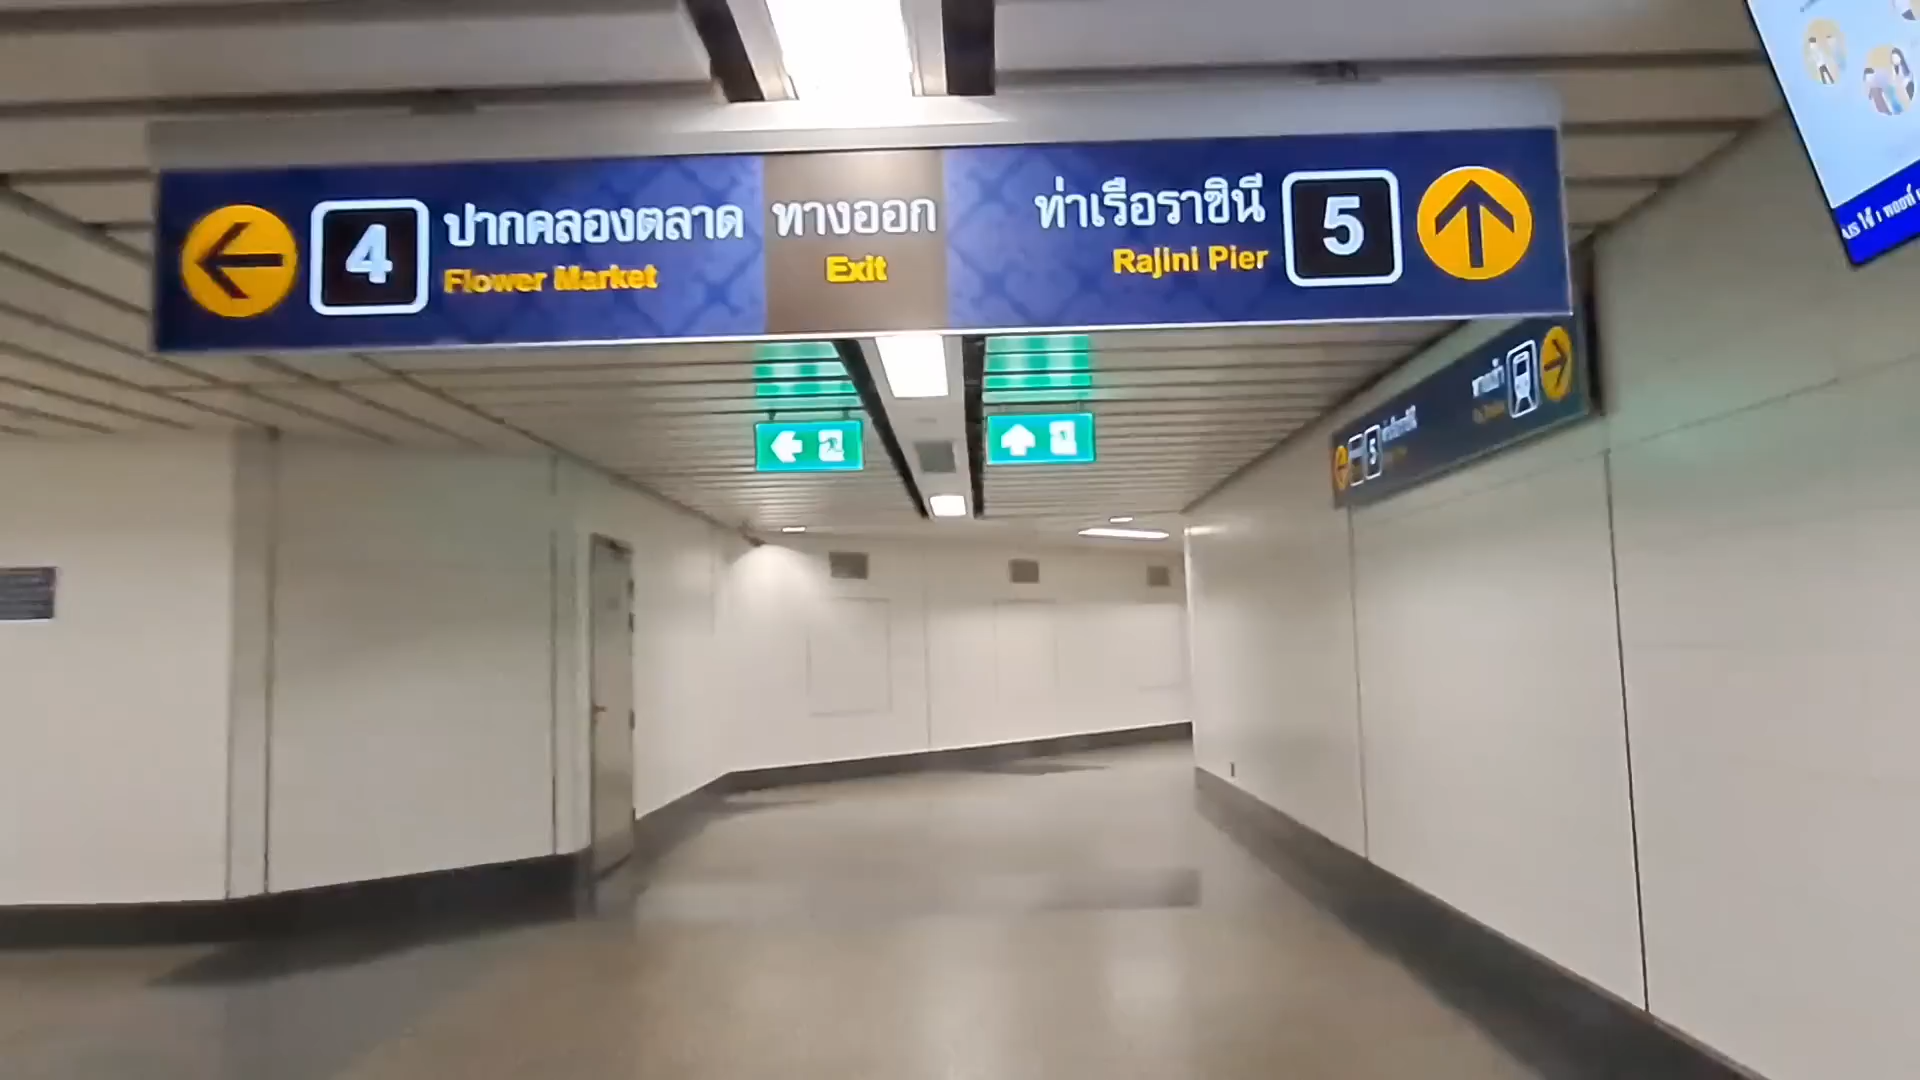 4
ปากคลองตลาด
Flower Market
ทางออก
Exit
ท่าเรือราชินี
Rajini Pier
5
5